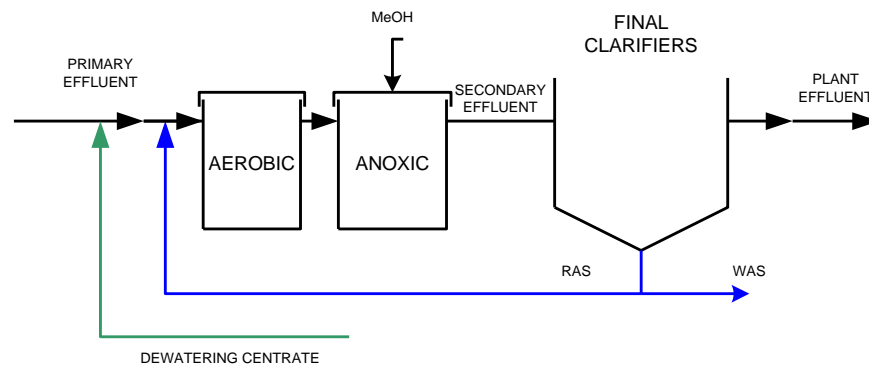 MeOH
FINAL
CLARIFIERS
PRIMARY
EFFLUENT
SECONDARY
EFFLUENT
PLANT
EFFLUENT
AEROBIC
ANOXIC
RAS
WAS
DEWATERING CENTRATE